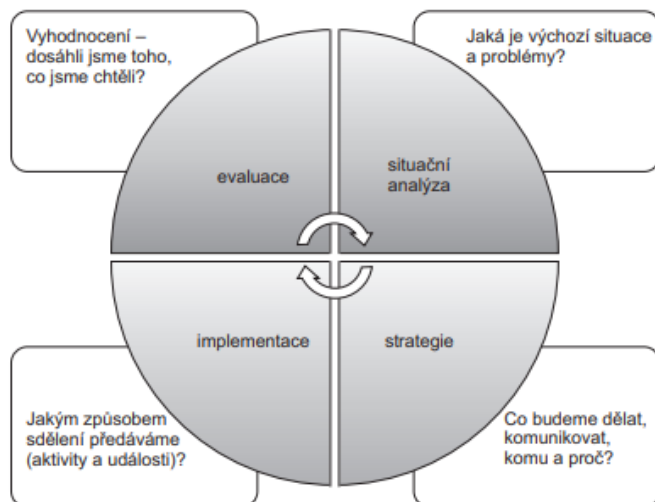 Vyhodnocení –
dosáhli jsme toho,
co jsme chtěli?
Jaká je výchozí situace
a problémy?
evaluace
situační
analýza
implementace
strategie
Jakým způsobem
sdělení předáváme
(aktivity a události)?
Co budeme dělat,
komunikovat,
komu a proč?